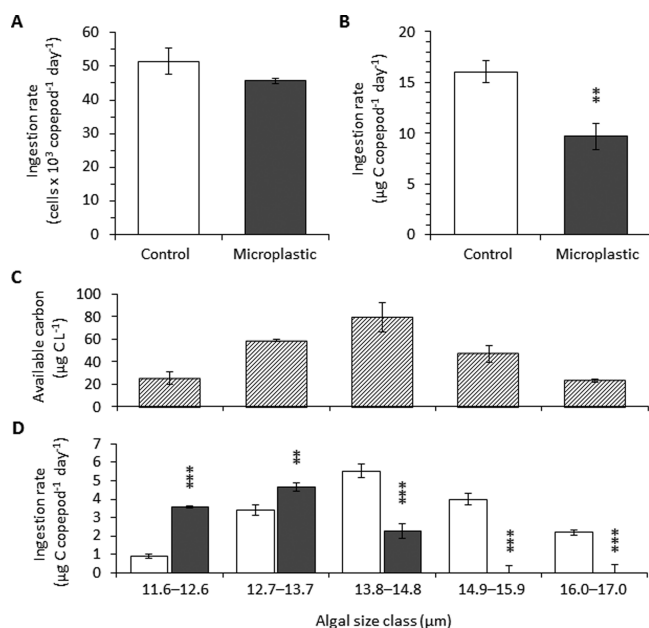 A
Ingestion rate
(cells x 10³ copepod⁻¹ day⁻¹)
60
50
40
30
20
10
0
Control Microplastic
B
Ingestion rate
(µg C copepod⁻¹ day⁻¹)
20
15
10
5
0
**
Control Microplastic
C
Available carbon
(µg C L⁻¹)
100
80
60
40
20
0
D
Ingestion rate
(µg C copepod⁻¹ day⁻¹)
7
6
5
4
3
2
1
0
*** ** *** *** ***
11.6–12.6 12.7–13.7 13.8–14.8 14.9–15.9 16.0–17.0
Algal size class (µm)